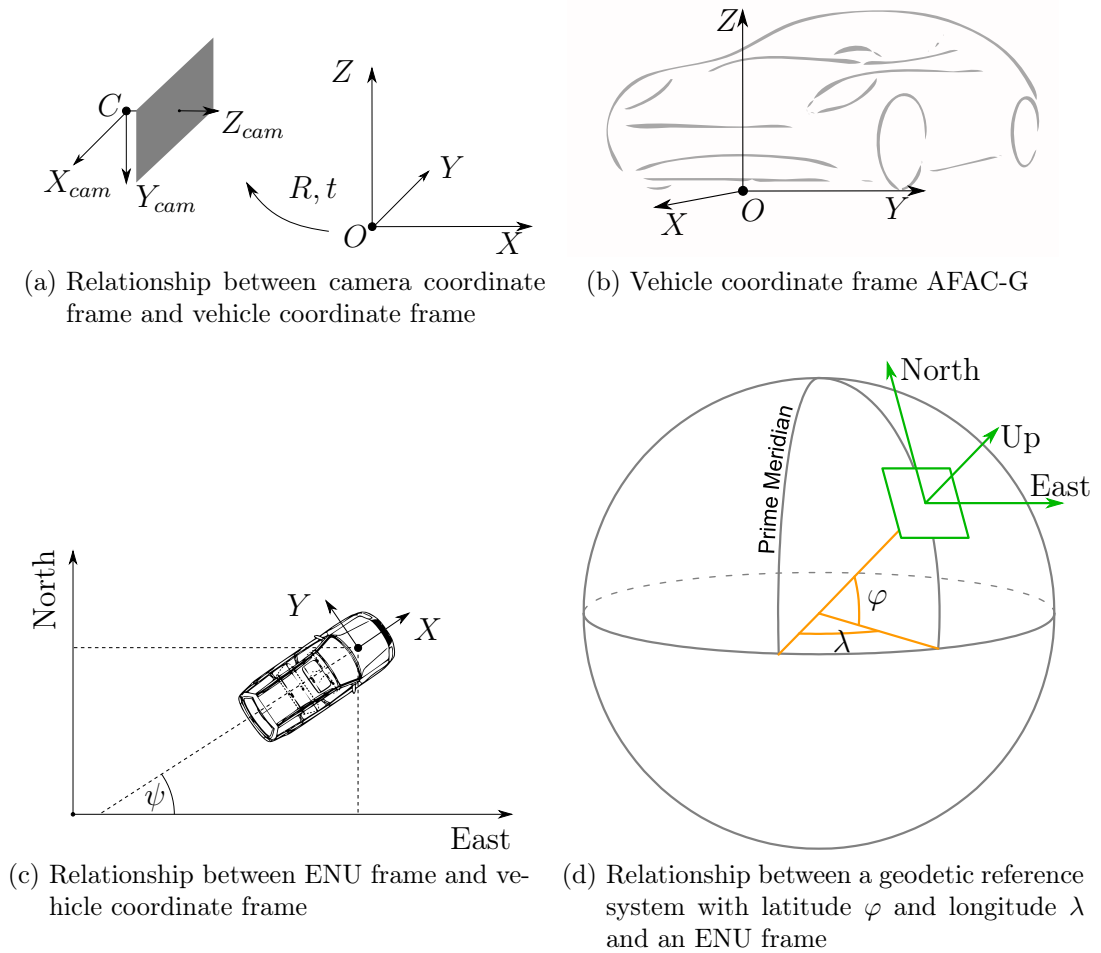 C
Z_cam
X_cam
Y_cam
R, t
Z
Y
O
X
(a) Relationship between camera coordinate
frame and vehicle coordinate frame
Z
X
O
Y
(b) Vehicle coordinate frame AFAC-G
North
Y
X
ψ
East
(c) Relationship between ENU frame and ve-
hicle coordinate frame
North
Up
East
Prime Meridian
φ
λ
(d) Relationship between a geodetic reference
system with latitude φ and longitude λ
and an ENU frame